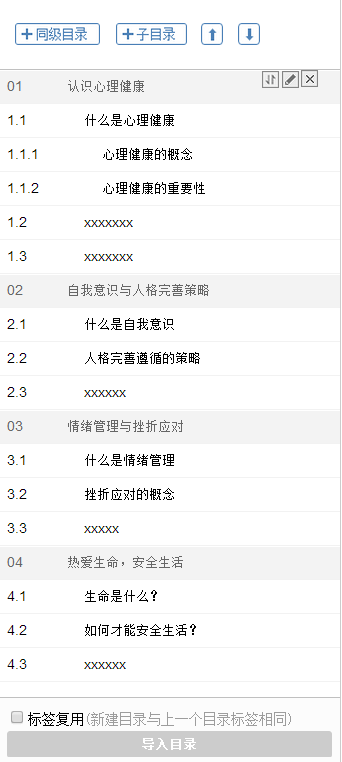 同级目录 子目录
01 认识心理健康
1.1 什么是心理健康
1.1.1 心理健康的概念
1.1.2 心理健康的重要性
1.2 xxxxxxx
1.3 xxxxxxx
02 自我意识与人格完善策略
2.1 什么是自我意识
2.2 人格完善遵循的策略
2.3 xxxxxx
03 情绪管理与挫折应对
3.1 什么是情绪管理
3.2 挫折应对的概念
3.3 xxxxx
04 热爱生命，安全生活
4.1 生命是什么？
4.2 如何才能安全生活？
4.3 xxxxxx
标签复用(新建目录与上一个目录标签相同)
导入目录